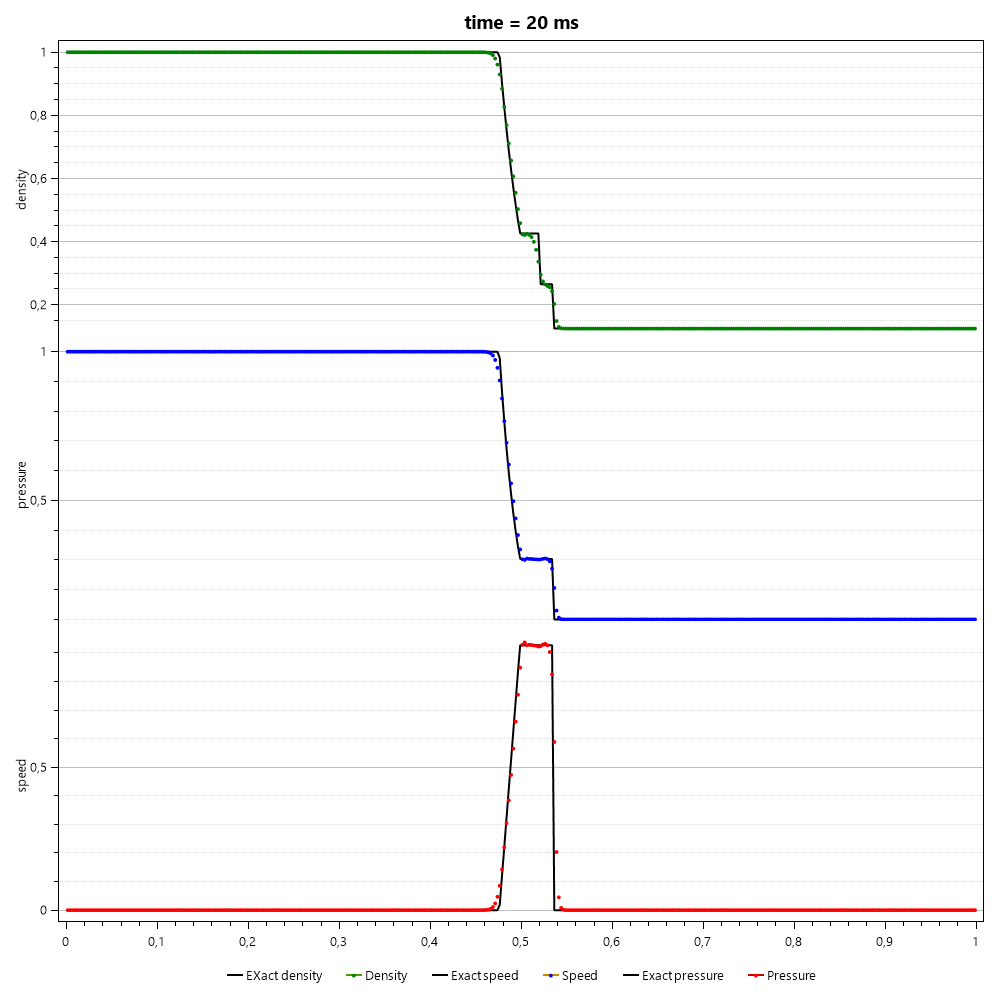 time = 20 ms
1
0,8
0,6
0,4
0,2
density
1
0,5
pressure
0,5
0
speed
0 0,1 0,2 0,3 0,4 0,5 0,6 0,7 0,8 0,9 1
EXact density Density Exact speed Speed Exact pressure Pressure